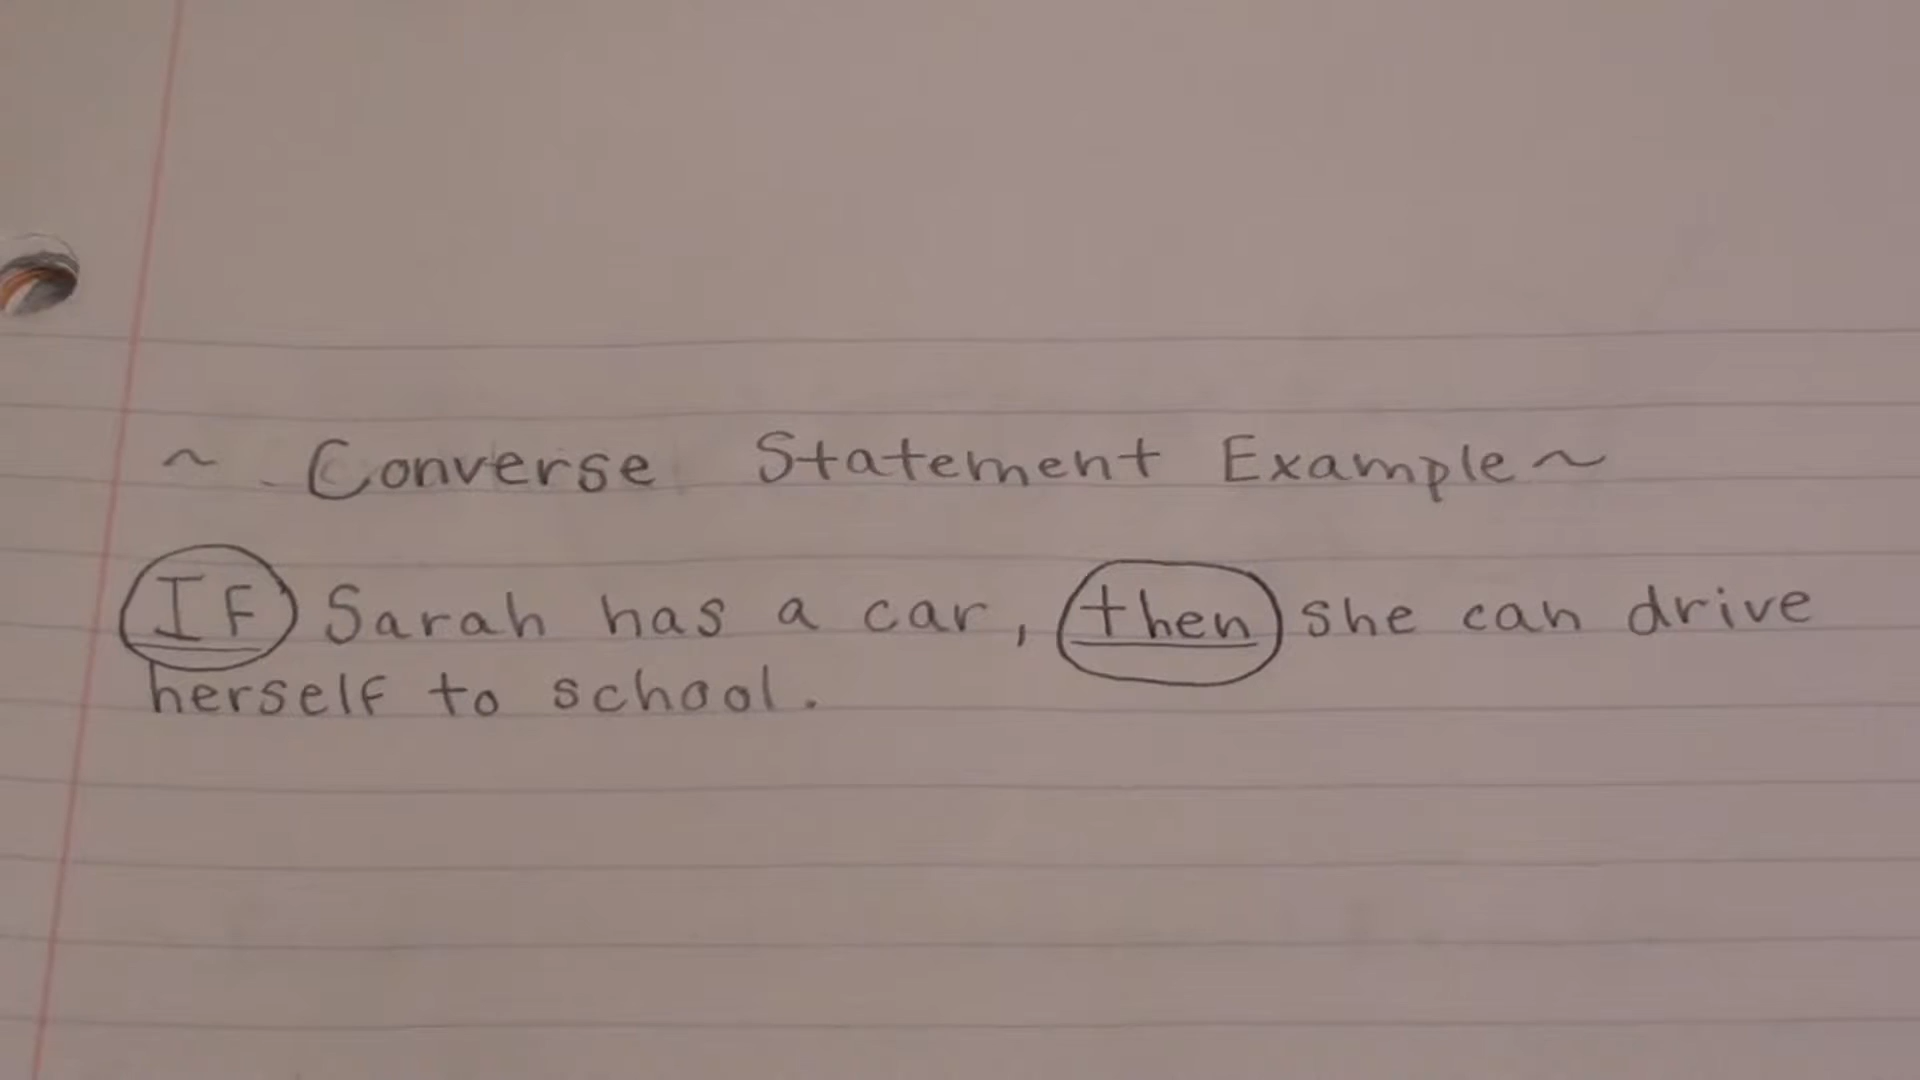 ~ Converse Statement Example ~
IF Sarah has a car, then she can drive
herself to school.